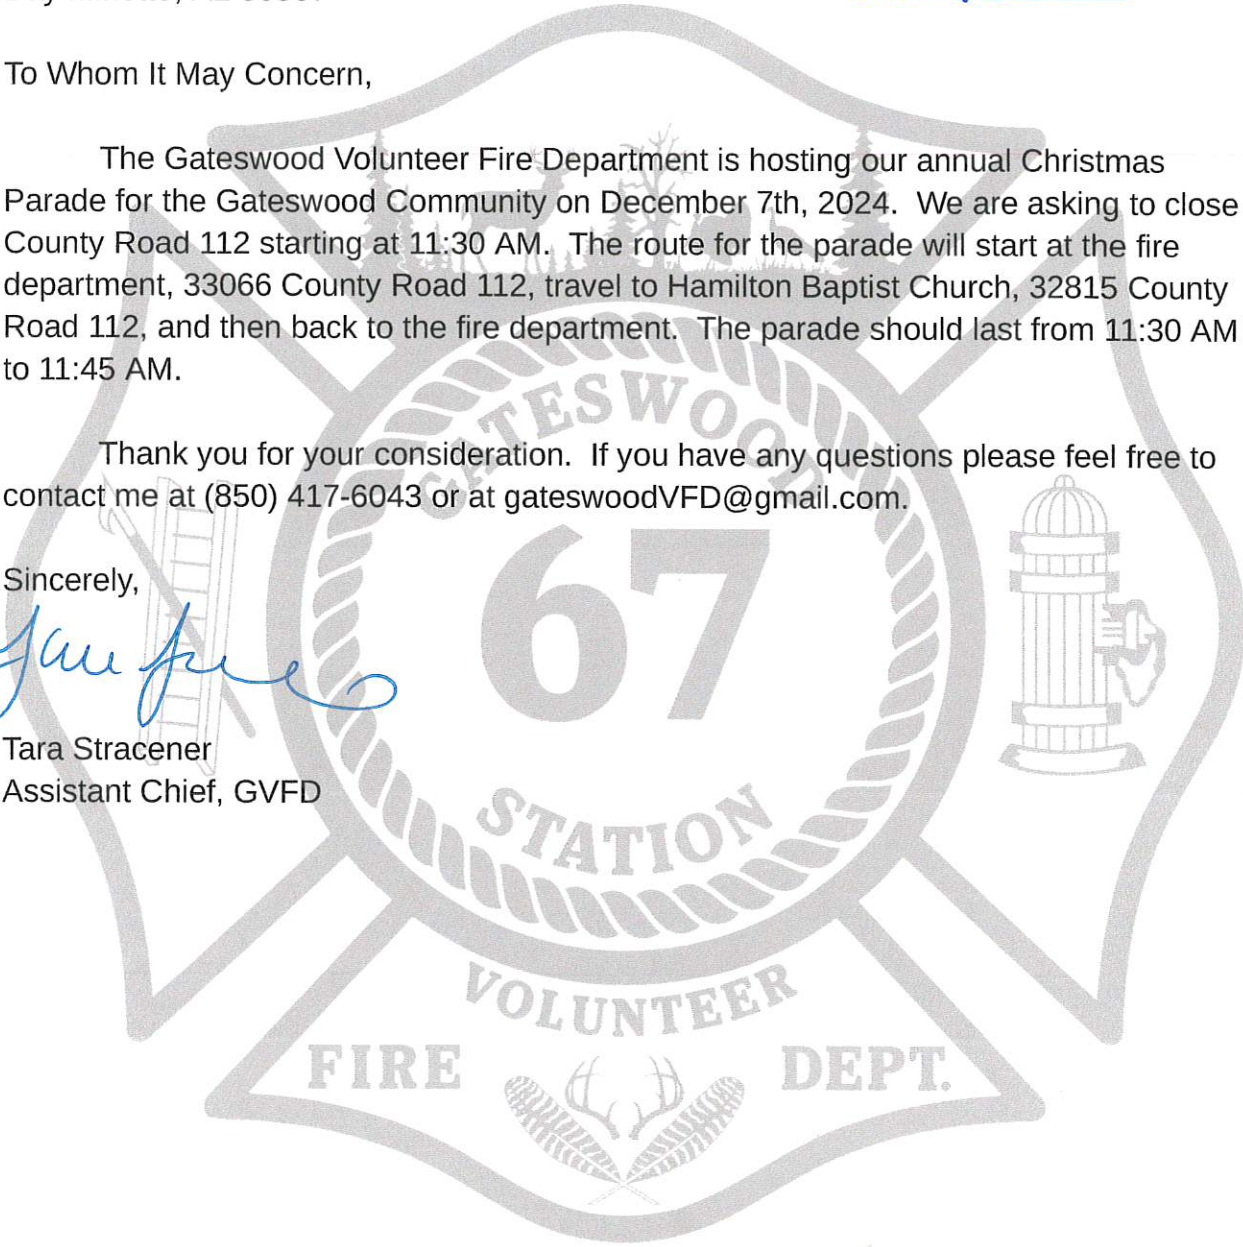 To Whom It May Concern,
The Gateswood Volunteer Fire Department is hosting our annual Christmas
Parade for the Gateswood Community on December 7th, 2024.  We are asking to close
County Road 112 starting at 11:30 AM.  The route for the parade will start at the fire
department, 33066 County Road 112, travel to Hamilton Baptist Church, 32815 County
Road 112, and then back to the fire department.  The parade should last from 11:30 AM
to 11:45 AM.
Thank you for your consideration.  If you have any questions please feel free to
contact me at (850) 417-6043 or at gateswoodVFD@gmail.com.
Sincerely,
Tara Stracener
Assistant Chief, GVFD
GATESWOOD
67
STATION
VOLUNTEER
FIRE DEPT.